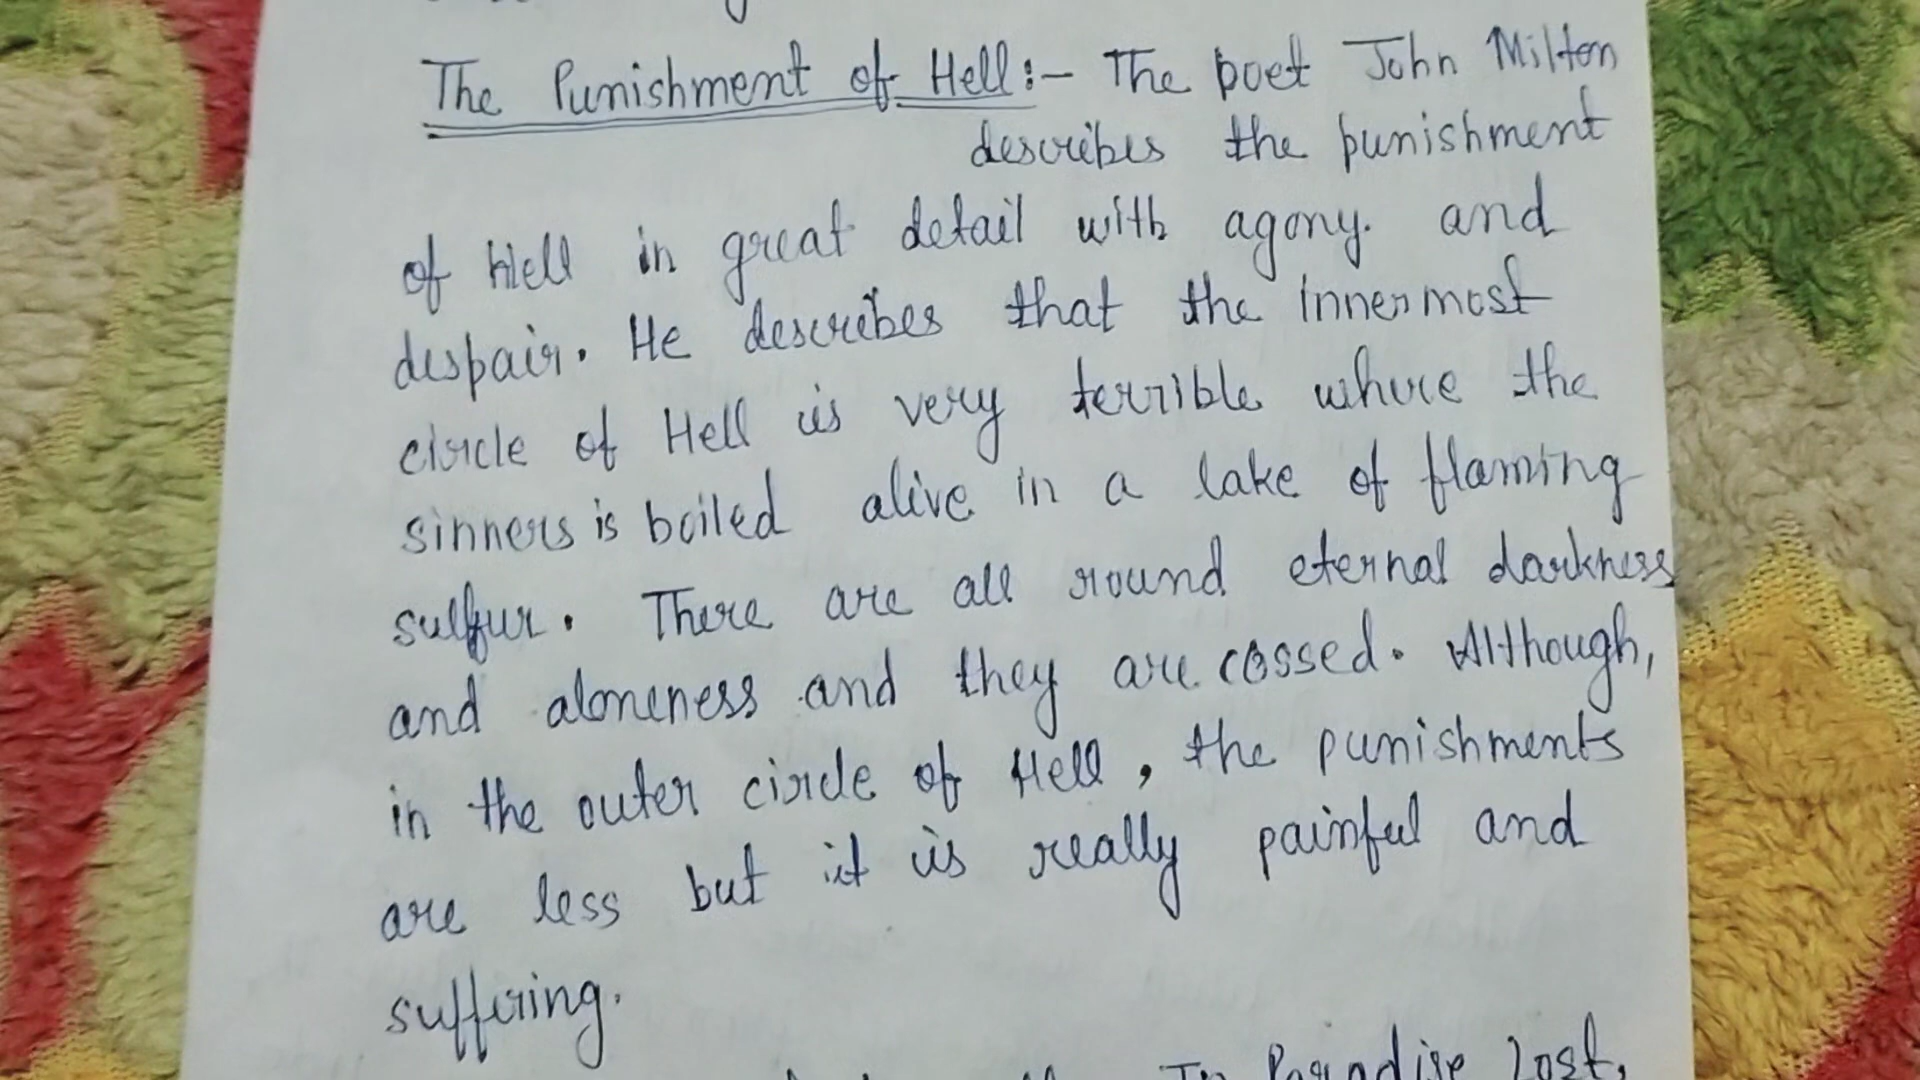 The Punishment of Hell:- The poet John Milton
describes the punishment
of Hell in great detail with agony. and
despair. He describes that the innermost
circle of Hell is very terrible where the
sinners is boiled alive in a lake of flaming
sulfur. There are all round eternal darkness
and aloneness and they are cossed. Although,
in the outer circle of Hell, the punishments
are less but it is really painful and
suffering.
In Paradise Lost,